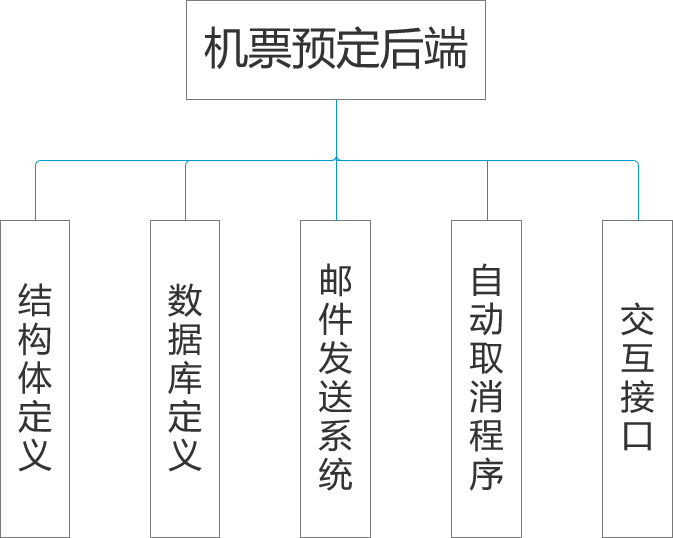 机票预定后端
结构体定义
数据库定义
邮件发送系统
自动取消程序
交互接口